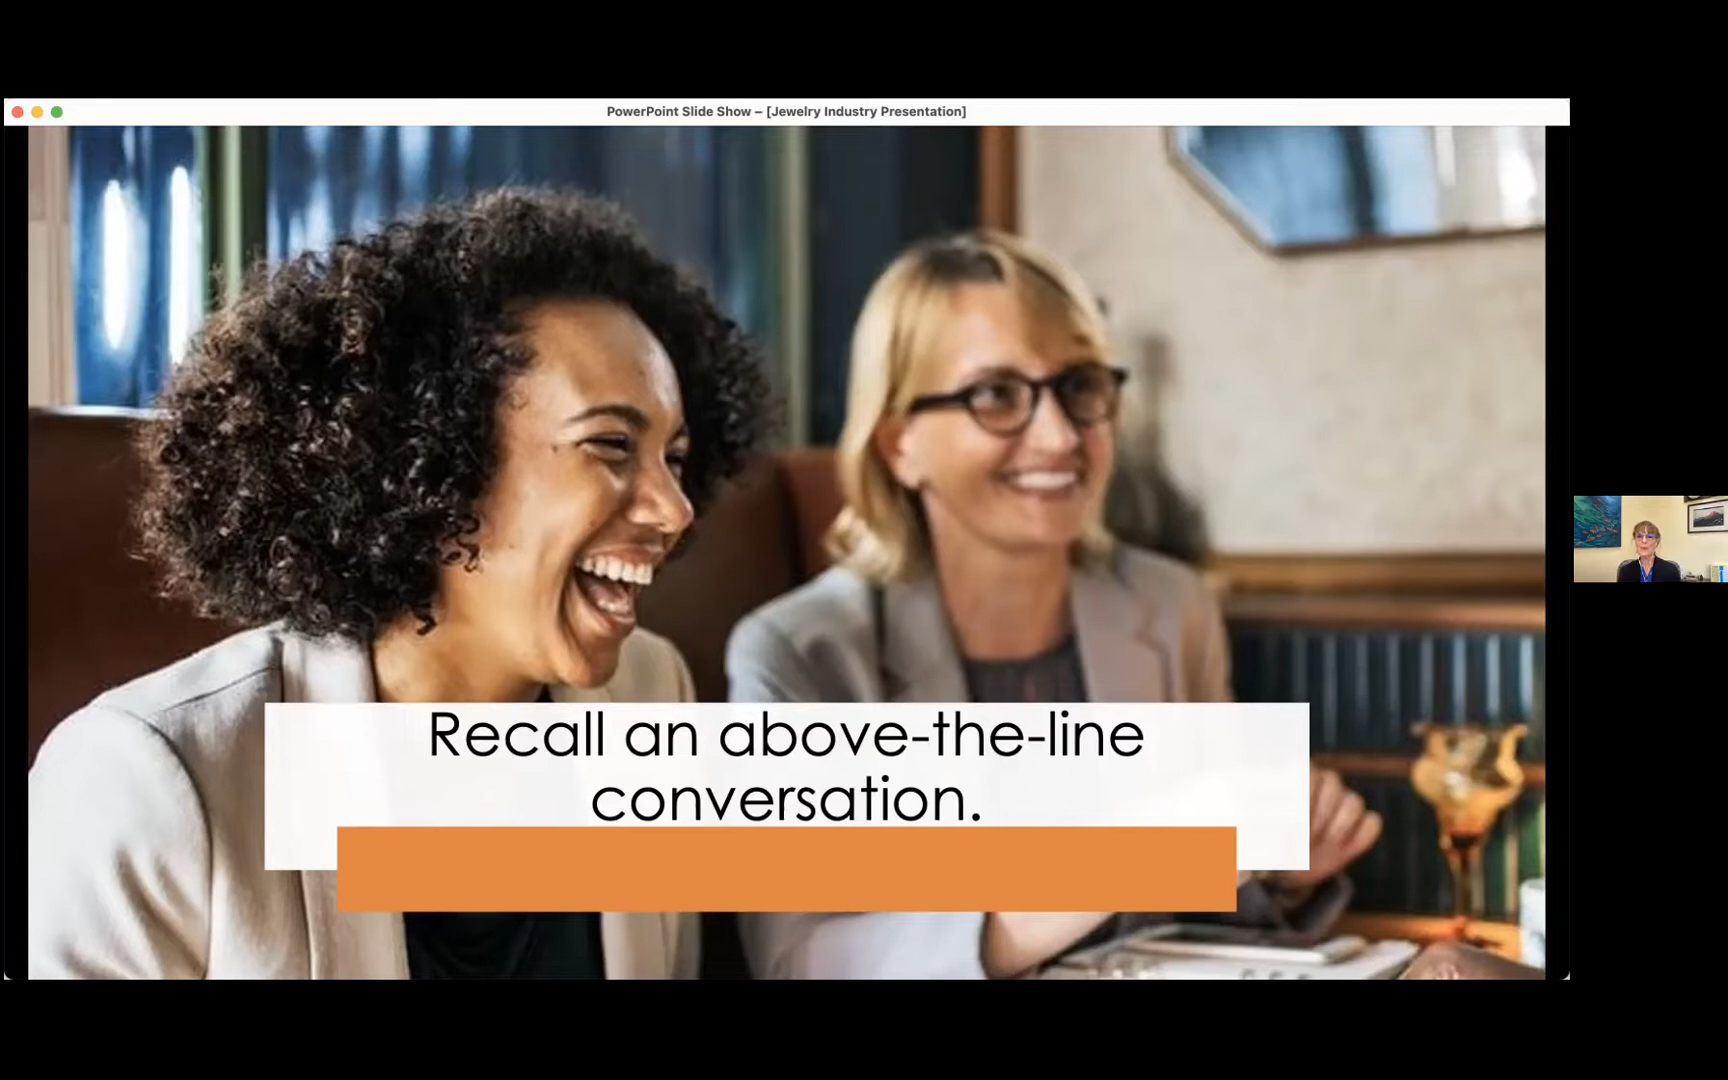 PowerPoint Slide Show – [Jewelry Industry Presentation]
Recall an above-the-line
conversation.